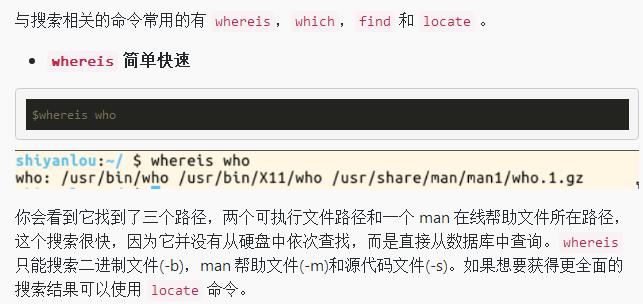 与搜索相关的命令常用的有 whereis，which，find 和 locate 。
whereis 简单快速
$whereis who
shiyanlou:~/ $ whereis who
who: /usr/bin/who /usr/bin/X11/who /usr/share/man/man1/who.1.gz
你会看到它找到了三个路径，两个可执行文件路径和一个 man 在线帮助文件所在路径，
这个搜索很快，因为它并没有从硬盘中依次查找，而是直接从数据库中查询。whereis
只能搜索二进制文件(-b)，man 帮助文件(-m)和源代码文件(-s)。如果想要获得更全面的
搜索结果可以使用 locate 命令。